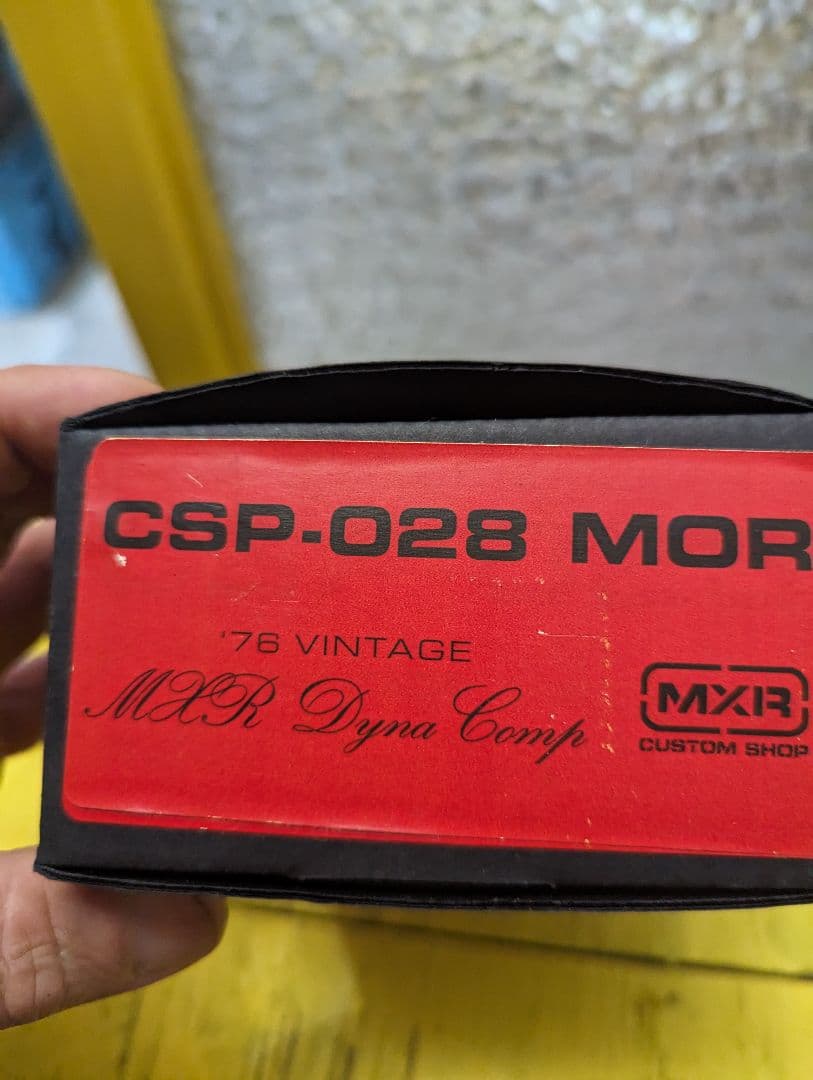 CSP-028 MOR
'76 VINTAGE
MXR Dyna Comp
MXR
CUSTOM SHOP